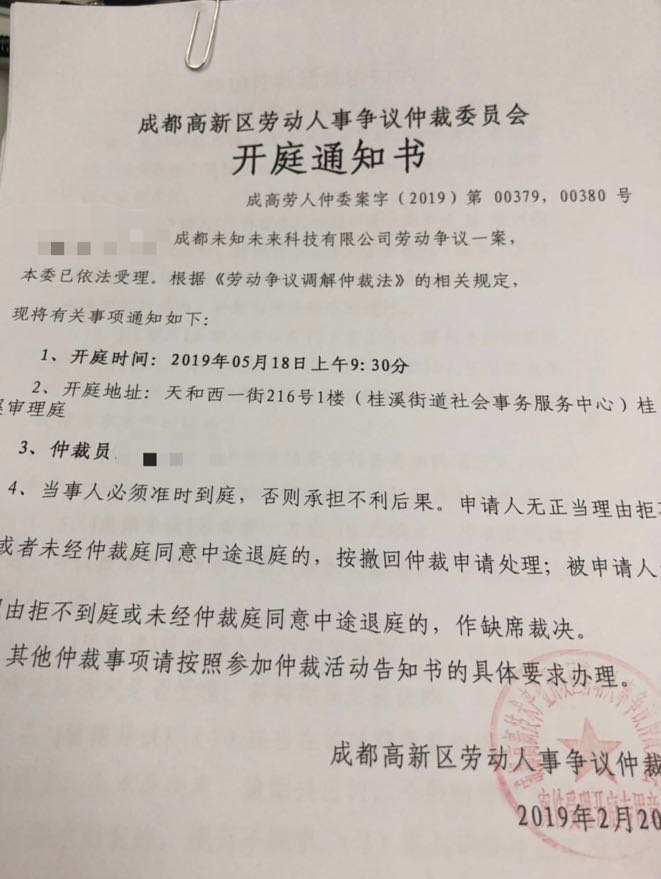 成都高新区劳动人事争议仲裁委员会
开庭通知书
成高劳人仲委案字（2019）第 00379，00380 号
成都未知未来科技有限公司劳动争议一案，
本委已依法受理。根据《劳动争议调解仲裁法》的相关规定，
现将有关事项通知如下：
1、开庭时间：2019年05月18日上午9：30分
2、开庭地址：天和西一街216号1楼（桂溪街道社会事务服务中心）桂
溪审理庭
3、仲裁员
4、当事人必须准时到庭，否则承担不利后果。申请人无正当理由拒
或者未经仲裁庭同意中途退庭的，按撤回仲裁申请处理；被申请人
由拒不到庭或未经仲裁庭同意中途退庭的，作缺席裁决。
其他仲裁事项请按照参加仲裁活动告知书的具体要求办理。
成都高新区劳动人事争议仲裁
2019年2月20